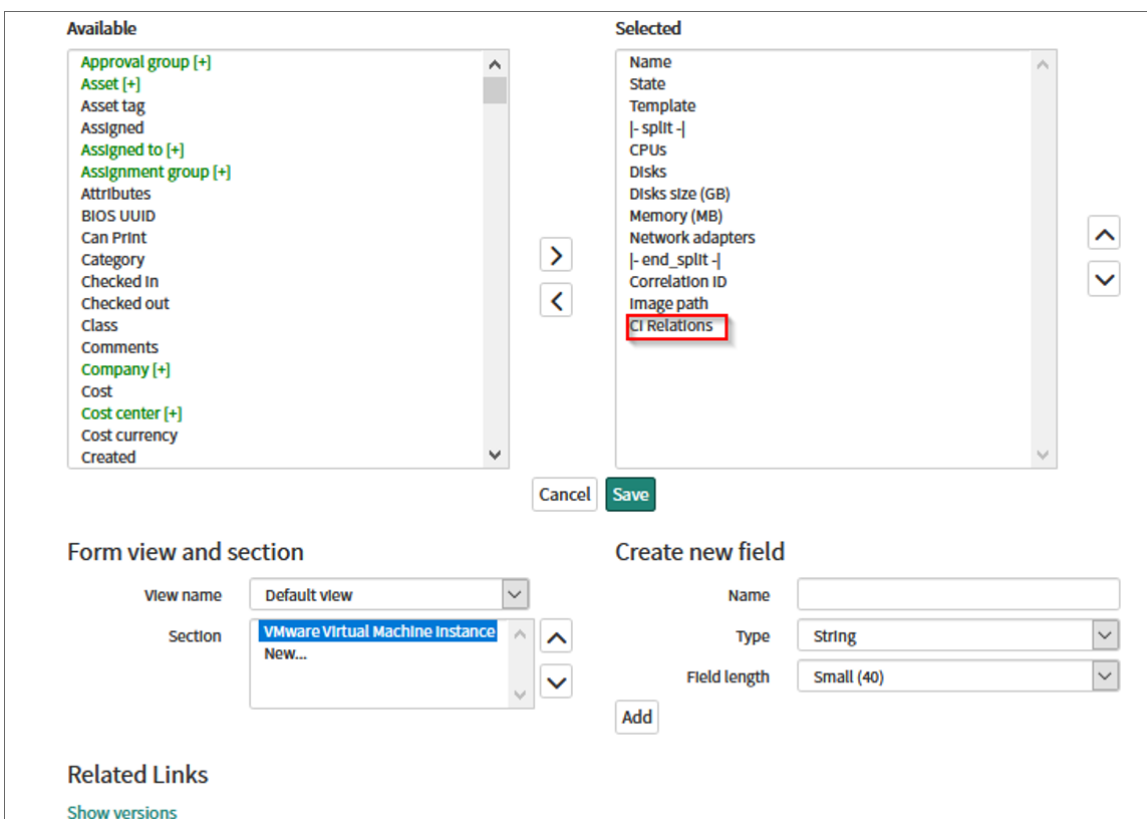 Available
Approval group [+]
Asset [+]
Asset tag
Assigned
Assigned to [+]
Assignment group [+]
Attributes
BIOS UUID
Can Print
Category
Checked in
Checked out
Class
Comments
Company [+]
Cost
Cost center [+]
Cost currency
Created
Selected
Name
State
Template
|- split -|
CPUs
Disks
Disks size (GB)
Memory (MB)
Network adapters
|- end_split -|
Correlation ID
Image path
CI Relations
Cancel
Save
Form view and section
View name
Default view
Section
VMware Virtual Machine Instance
New...
Create new field
Name
Type
String
Field length
Small (40)
Add
Related Links
Show versions